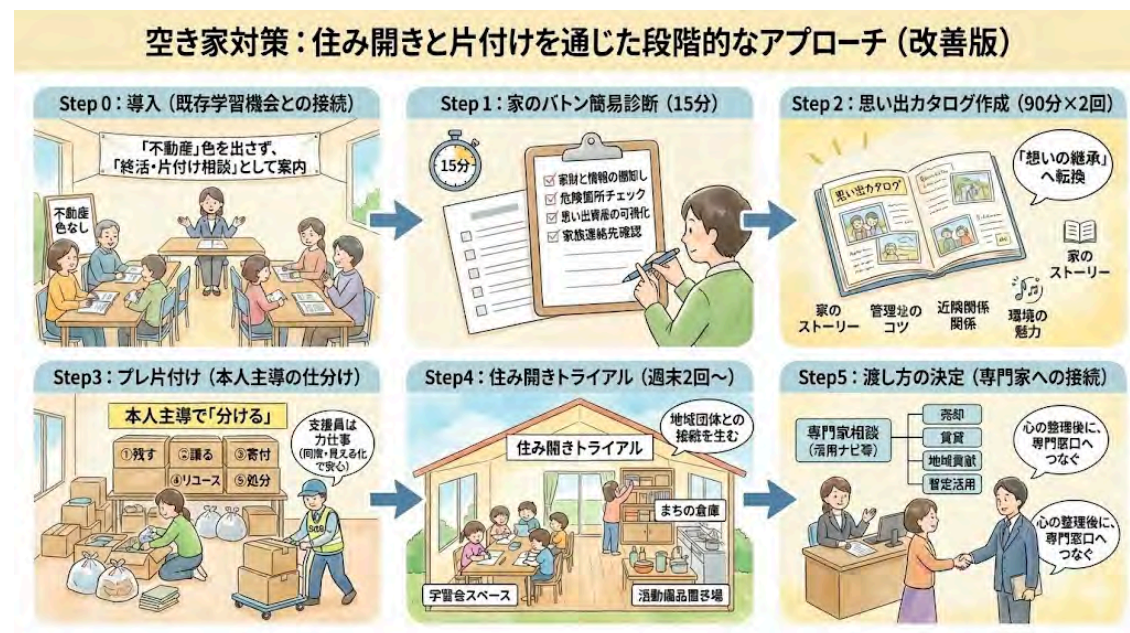 空き家対策：住み開きと片付けを通じた段階的なアプローチ（改善版）
Step 0：導入（既存学習機会との接続）
「不動産」色を出さず、
「終活・片付け相談」として案内
不動産
色なし
Step 1：家のバトン簡易診断（15分）
15分
家財と情報の棚卸し
危険箇所チェック
思い出資産の可視化
家族連絡先確認
Step 2：思い出カタログ作成（90分×2回）
「想いの継承」
へ転換
思い出カタログ
家の
ストーリー
家の
ストーリー
管理の
コツ
近隣関係
関係
環境の
魅力
Step3：プレ片付け（本人主導の仕分け）
本人主導で「分ける」
支援員は
力仕事
で安心）
①残す
②譲る
③寄付
④リユース
⑤処分
Step4：住み開きトライアル（週末2回～）
地域団体との
接続を生む
住み開きトライアル
まちの倉庫
学習会スペース
Step5：渡し方の決定（専門家への接続）
専門家相談
売却
賃貸
地域貢献
暫定活用
心の整理後に、
専門窓口へ
つなぐ
心の整理後に、
専門窓口へ
つなぐ